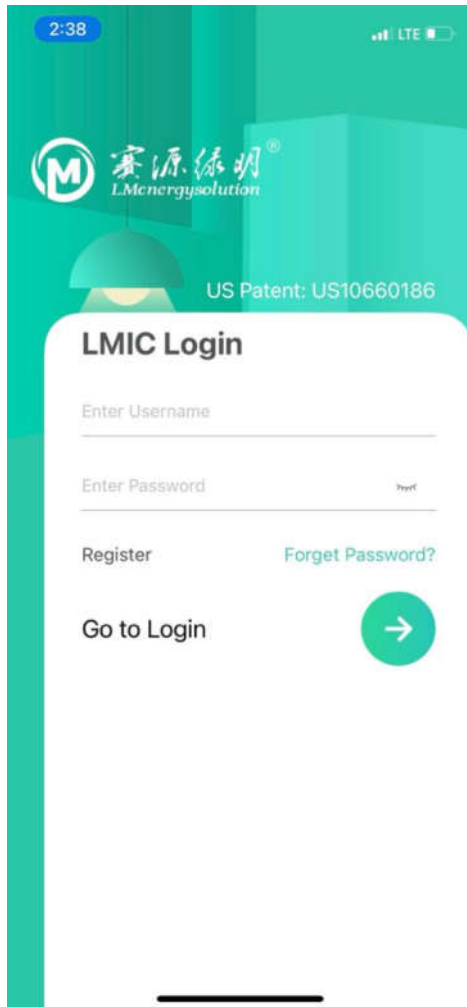 2:38
LTE
M
赛源绿明®
LMenergysolution
US Patent: US10660186
LMIC Login
Enter Username
Enter Password
Register
Forget Password?
Go to Login